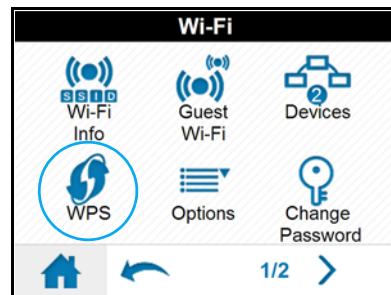 Wi-Fi
SSID
Wi-Fi
Info
Guest
Wi-Fi
2
Devices
WPS
Options
Change
Password
1/2